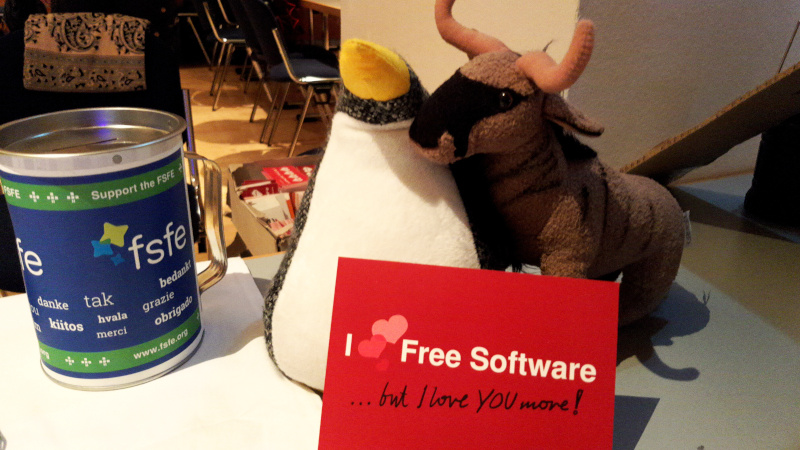 FSFE Support the FSFE
fe fsfe
bedankt
danke tak grazie
kiitos hvala obrigado
merci
www.fsfe.org
I Free Software
...but I love YOU more!